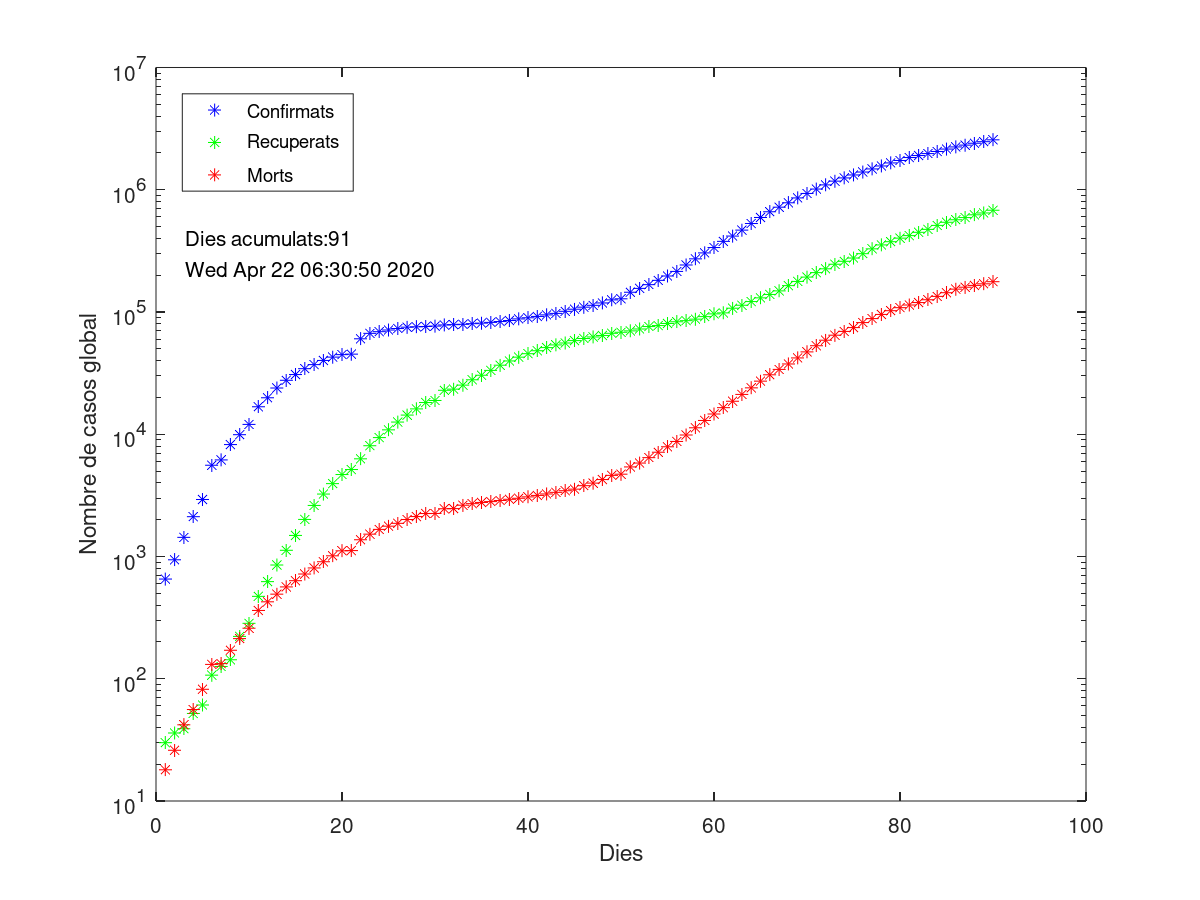 10^7
Confirmats
Recuperats
Morts
10^6
Dies acumulats:91
Wed Apr 22 06:30:50 2020
10^5
Nombre de casos global
10^4
10^3
10^2
10^1
0 20 40 60 80 100
Dies